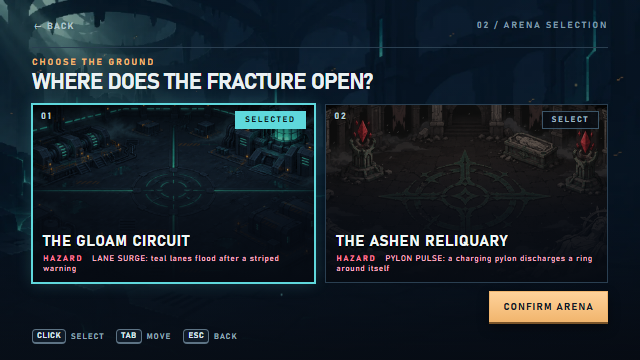 ← BACK
02 / ARENA SELECTION
CHOOSE THE GROUND
WHERE DOES THE FRACTURE OPEN?
01
SELECTED
THE GLOAM CIRCUIT
HAZARD LANE SURGE: teal lanes flood after a striped
warning
02
SELECT
THE ASHEN RELIQUARY
HAZARD PYLON PULSE: a charging pylon discharges a ring
around itself
CONFIRM ARENA
CLICK SELECT TAB MOVE ESC BACK